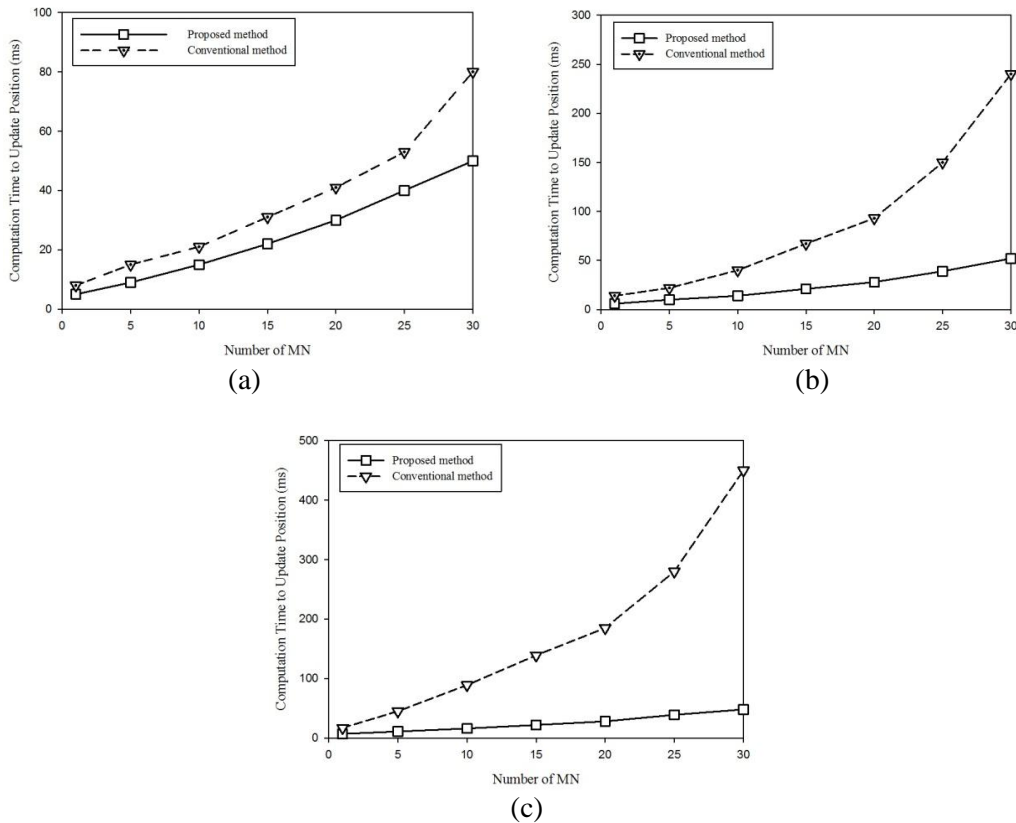 100
80
60
40
20
0
Computation Time to Update Position (ms)
Proposed method
Conventional method
0 5 10 15 20 25 30
Number of MN
(a)
300
250
200
150
100
50
0
Computation Time to Update Position (ms)
Proposed method
Conventional method
0 5 10 15 20 25 30
Number of MN
(b)
500
400
300
200
100
0
Computation Time to Update Position (ms)
Proposed method
Conventional method
0 5 10 15 20 25 30
Number of MN
(c)